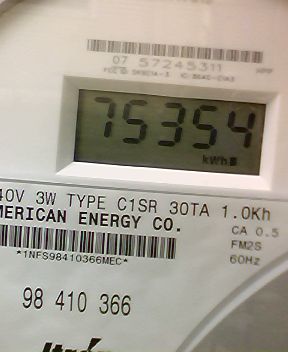 07 57245311
75354
kWh
40V 3W TYPE C1SR 30TA 1.0Kh
MERICAN ENERGY CO.
CA 0.5
FM2S
60Hz
*1NFS98410366MEC*
98 410 366
Itron